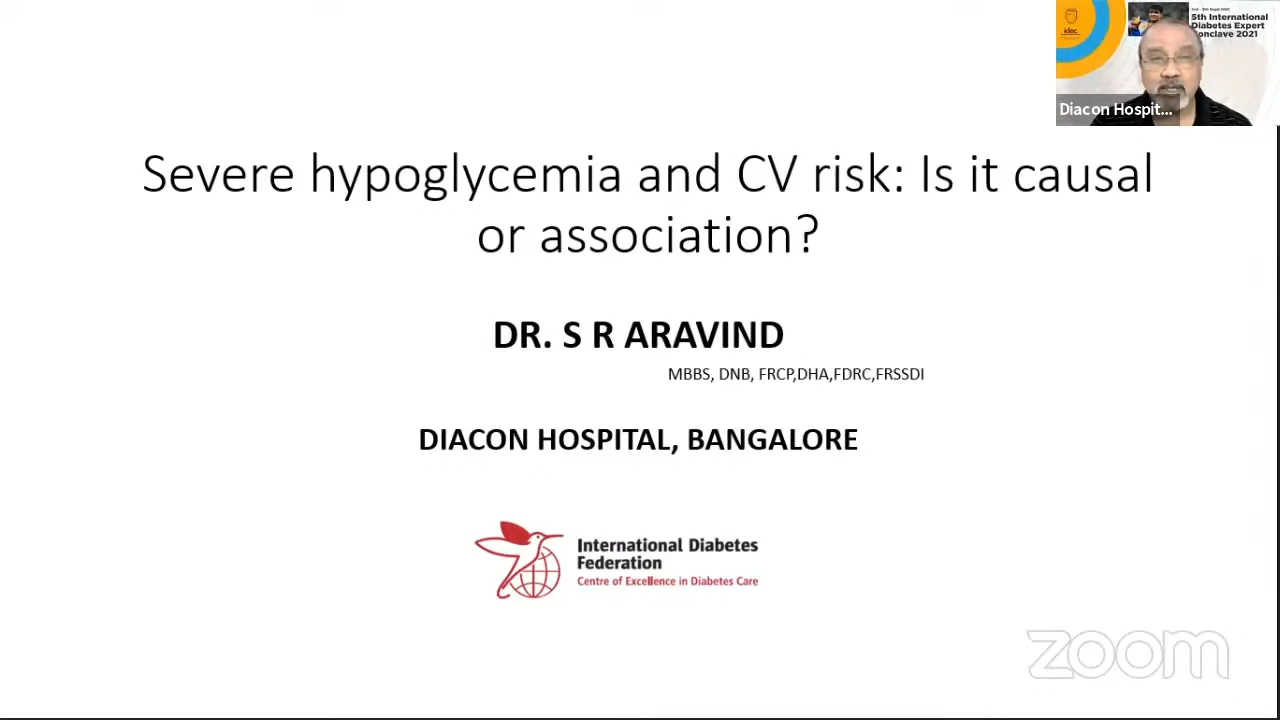 5th International
Diabetes Expert
Conclave 2021
idec
Diacon Hospit...
Severe hypoglycemia and CV risk: Is it causal
or association?
DR. S R ARAVIND
MBBS, DNB, FRCP,DHA,FDRC,FRSSDI
DIACON HOSPITAL, BANGALORE
International Diabetes
Federation
Centre of Excellence in Diabetes Care
zoom